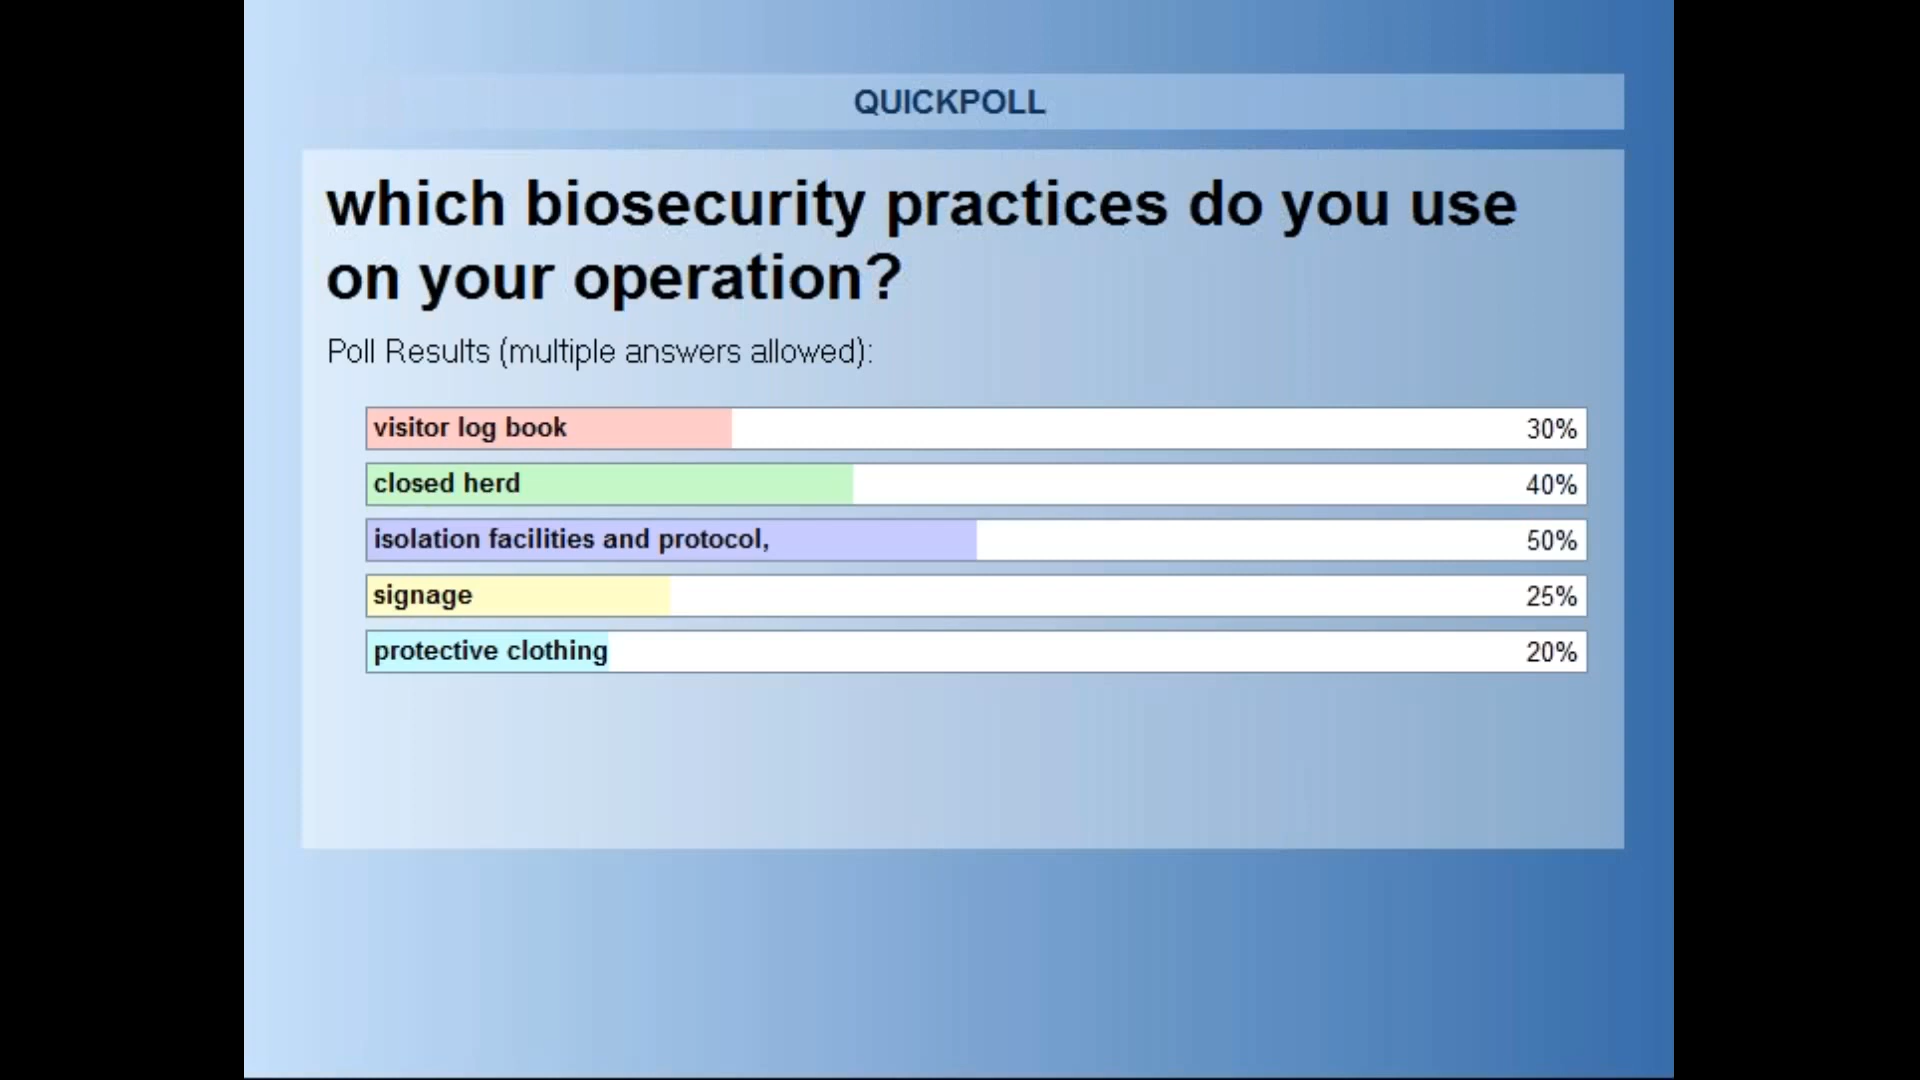 QUICKPOLL
which biosecurity practices do you use
on your operation?
Poll Results (multiple answers allowed):
visitor log book 30%
closed herd 40%
isolation facilities and protocol, 50%
signage 25%
protective clothing 20%